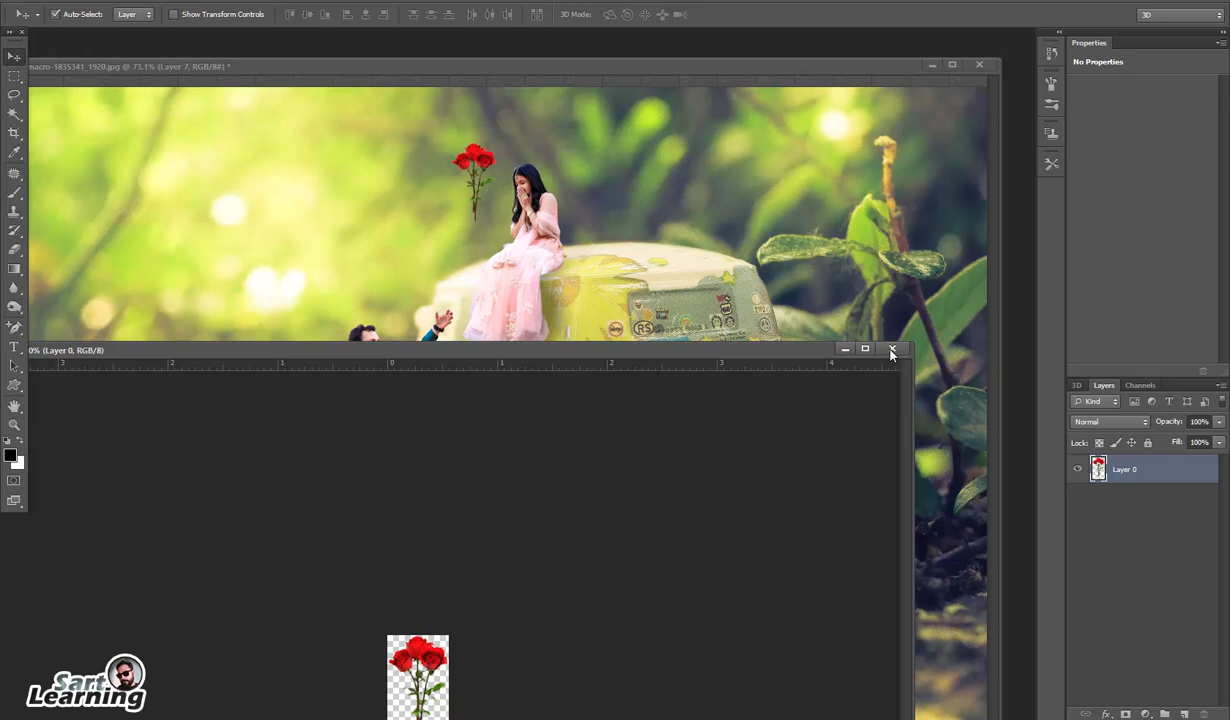 Auto-Select:
Layer
Show Transform Controls
3D Mode:
3D
Properties
No Properties
macro-1835341_1920.jpg @ 73.1% (Layer 7, RGB/8#) *
RS
0% (Layer 0, RGB/8)
3 2 1 0 1 2 3 4
3D Layers Channels
Kind
Normal
Opacity: 100%
Lock:
Fill: 100%
Layer 0
Sart
Learning